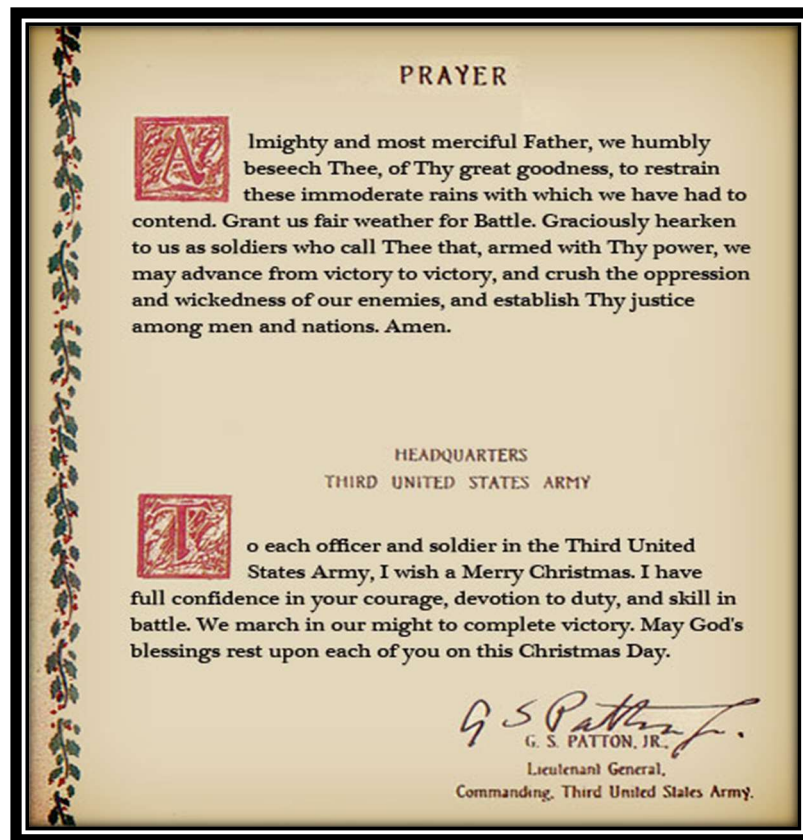 PRAYER
Almighty and most merciful Father, we humbly
beseech Thee, of Thy great goodness, to restrain
these immoderate rains with which we have had to
contend. Grant us fair weather for Battle. Graciously hearken
to us as soldiers who call Thee that, armed with Thy power, we
may advance from victory to victory, and crush the oppression
and wickedness of our enemies, and establish Thy justice
among men and nations. Amen.
HEADQUARTERS
THIRD UNITED STATES ARMY
To each officer and soldier in the Third United
States Army, I wish a Merry Christmas. I have
full confidence in your courage, devotion to duty, and skill in
battle. We march in our might to complete victory. May God's
blessings rest upon each of you on this Christmas Day.
G S Patton Jr.
G. S. PATTON, JR.,
Lieutenant General,
Commanding, Third United States Army.